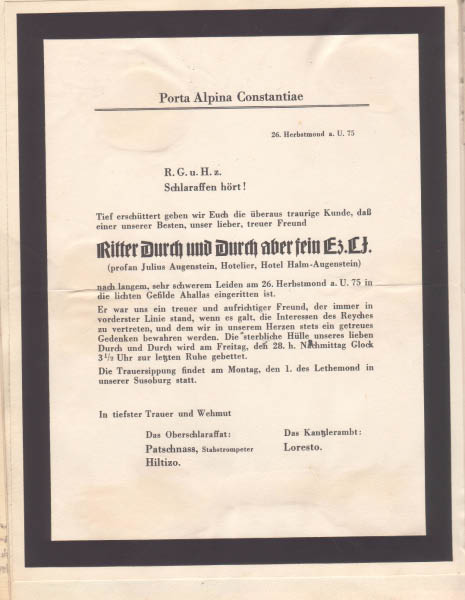 Porta Alpina Constantiae
26. Herbstmond a. U. 75
R. G. u. H. z.
Schlaraffen hört!
Tief erschüttert geben wir Euch die überaus traurige Kunde, daß
einer unserer Besten, unser lieber, treuer Freund
Ritter Durch und Durch aber fein Ez. CJ.
(profan Julius Augenstein, Hotelier, Hotel Halm-Augenstein)
nach langem, sehr schwerem Leiden am 26. Herbstmond a. U. 75 in
die lichten Gefilde Ahallas eingeritten ist.
Er war uns ein treuer und aufrichtiger Freund, der immer in
vorderster Linie stand, wenn es galt, die Interessen des Reyches
zu vertreten, und dem wir in unserem Herzen stets ein getreues
Gedenken bewahren werden. Die sterbliche Hülle unseres lieben
Durch und Durch wird am Freitag, den 28. h. Nachmittag Glock
3 1/2 Uhr zur letzten Ruhe gebettet.
Die Trauersippung findet am Montag, den 1. des Lethemond in
unserer Susoburg statt.
In tiefster Trauer und Wehmut
Das Oberschlaraffat:
Patschnass, Stabstrompeter
Hiltizo.
Das Kantzlerambt:
Loresto.